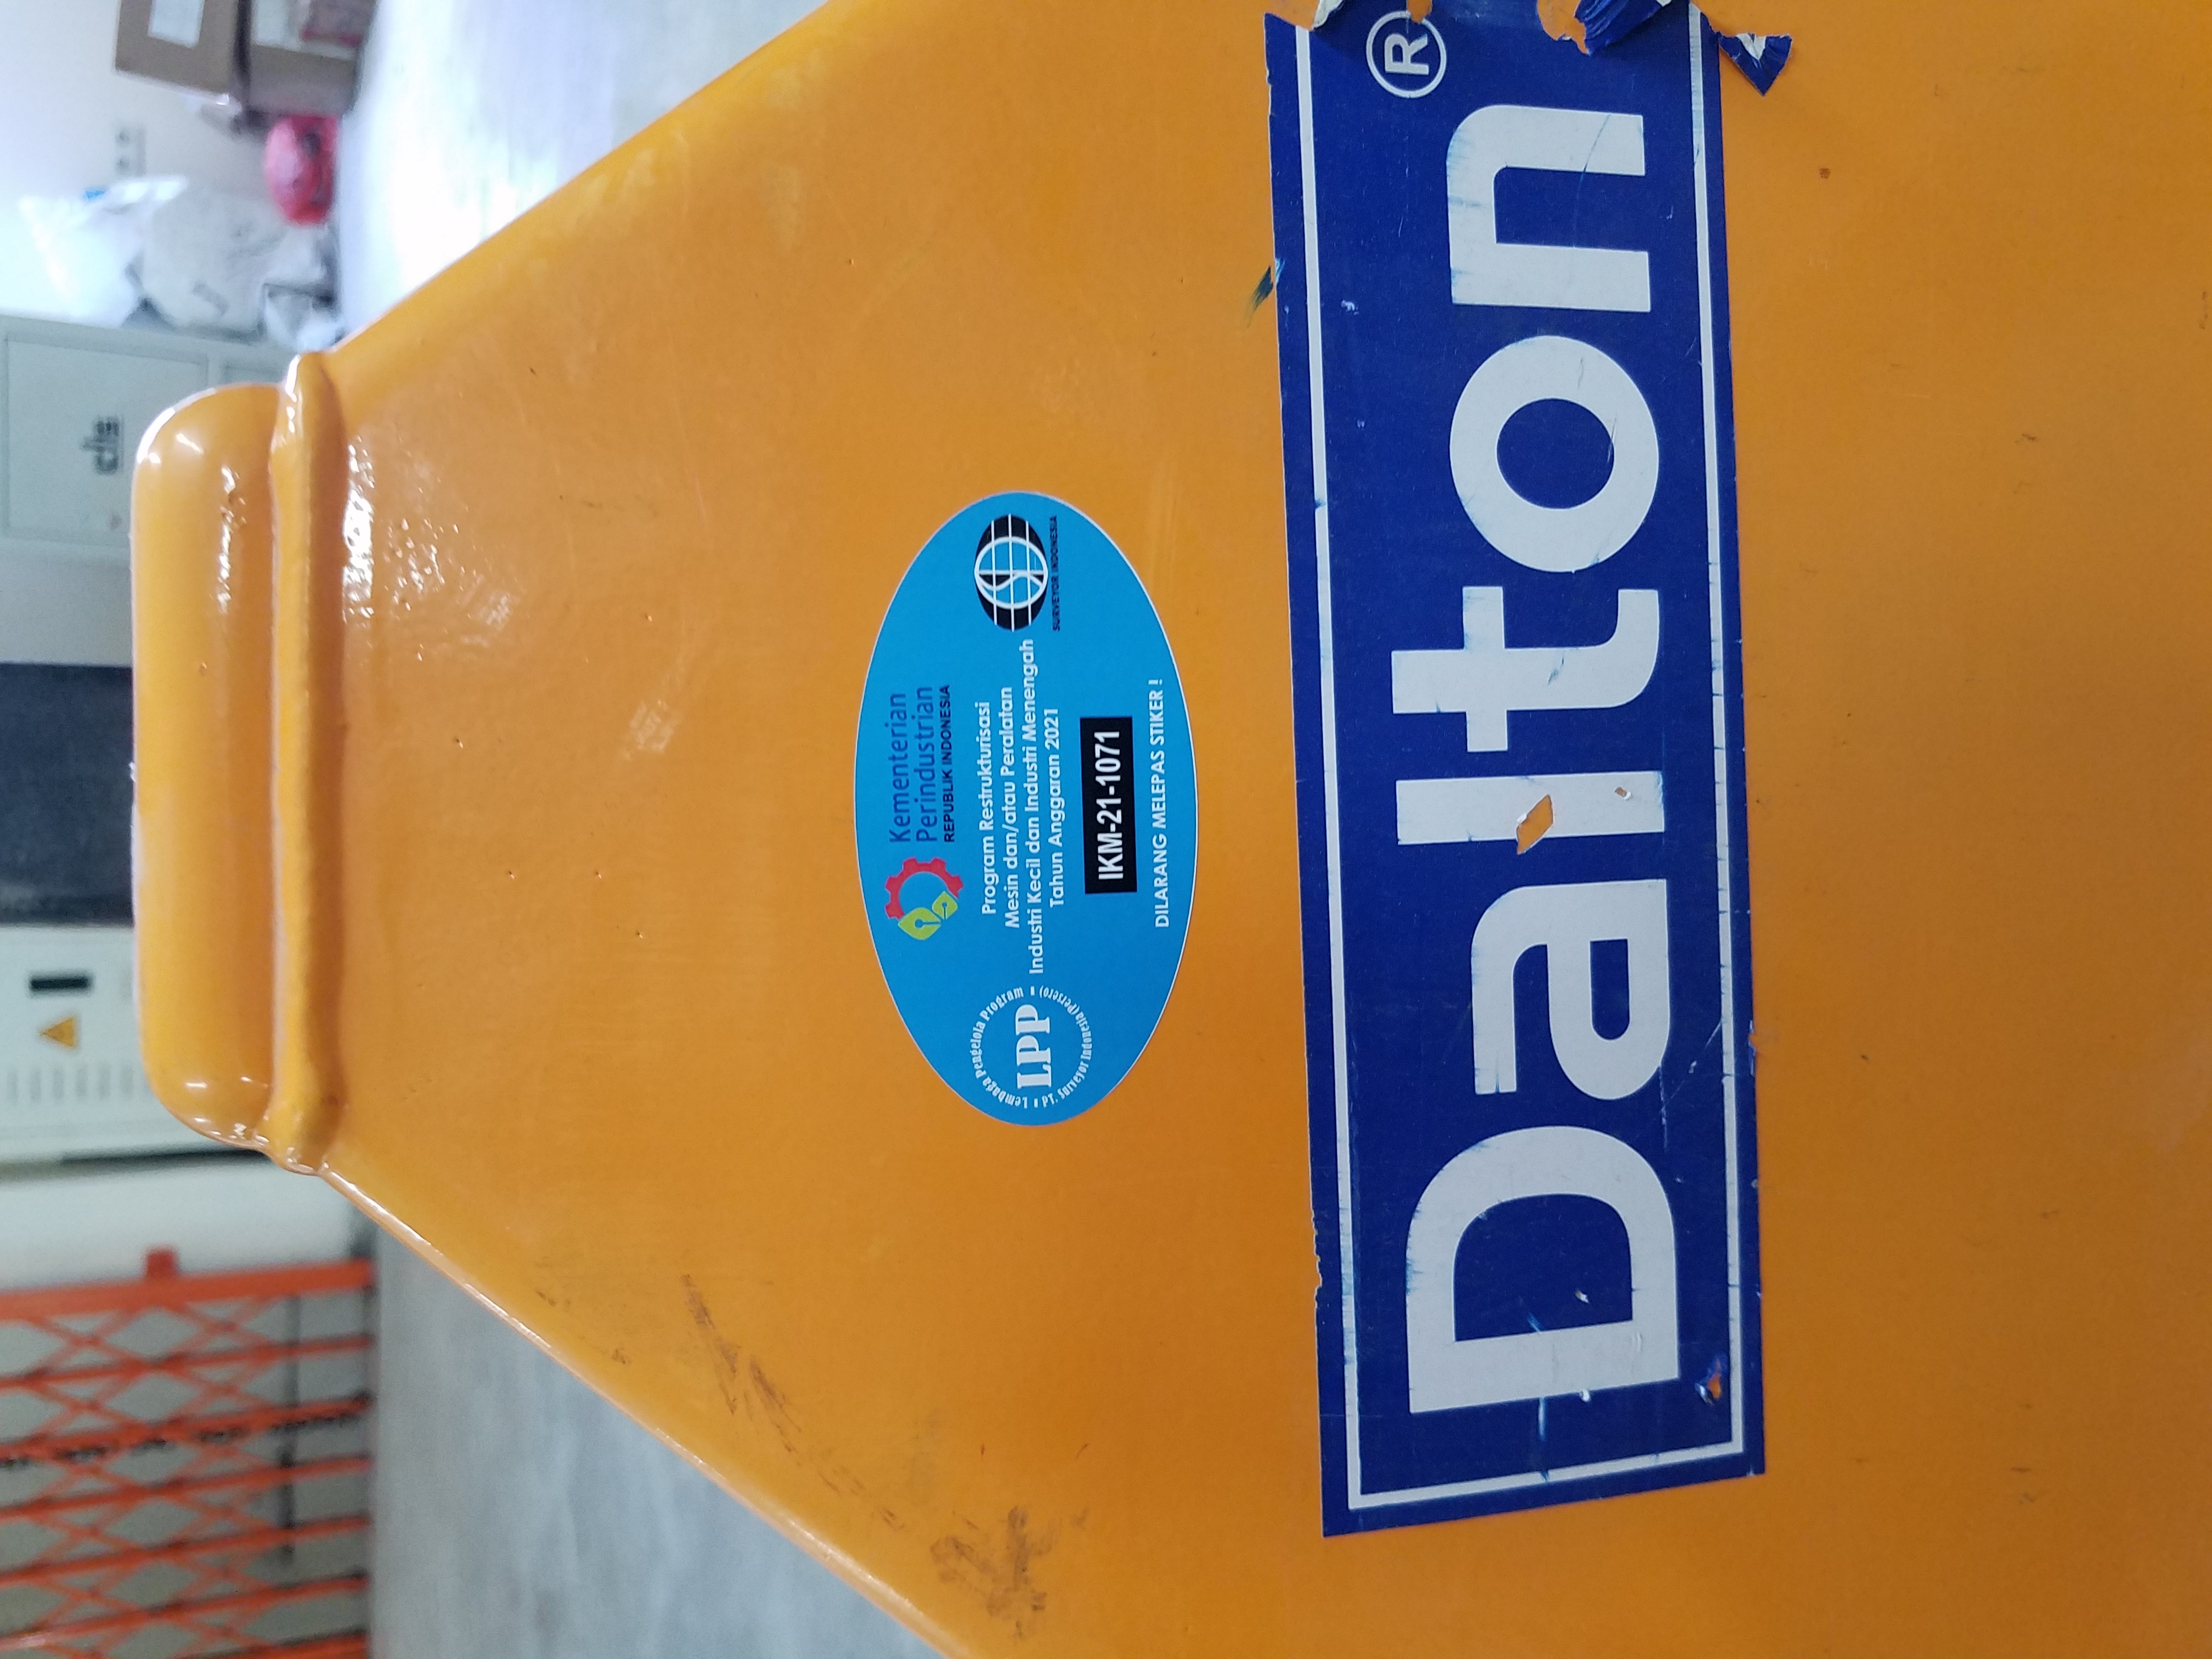 Kementerian
Perindustrian
REPUBLIK INDONESIA
Program Restrukturisasi
Mesin dan/atau Peralatan
Industri Kecil dan Industri Menengah
Tahun Anggaran 2021
IKM-21-1071
DILARANG MELEPAS STIKER !
Lembaga Pengelola Program
LPP
PT. Surveyor Indonesia (Persero)
SURVEYOR INDONESIA
Dalton®